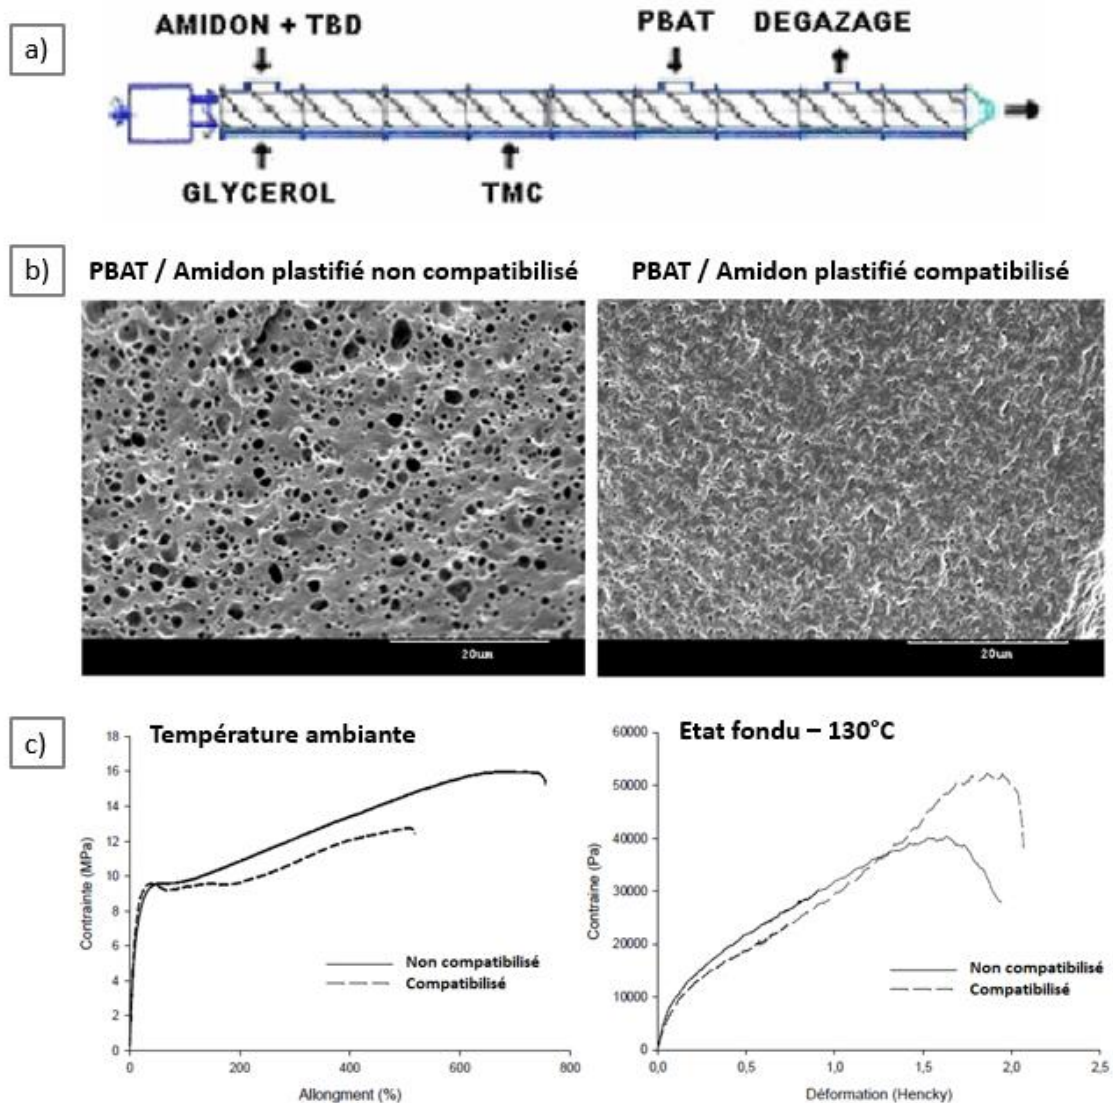 a)
AMIDON + TBD
PBAT
DEGAZAGE
GLYCEROL
TMC
b)
PBAT / Amidon plastifié non compatibilisé
PBAT / Amidon plastifié compatibilisé
20um
20um
c)
Température ambiante
Contrainte (MPa)
18
16
14
12
10
8
6
4
2
0
0
200
400
600
800
Allongment (%)
Non compatibilisé
Compatibilisé
Etat fondu – 130°C
Contraine (Pa)
60000
50000
40000
30000
20000
10000
0
0,0
0,5
1,0
1,5
2,0
2,5
Déformation (Hencky)
Non compatibilisé
Compatibilisé